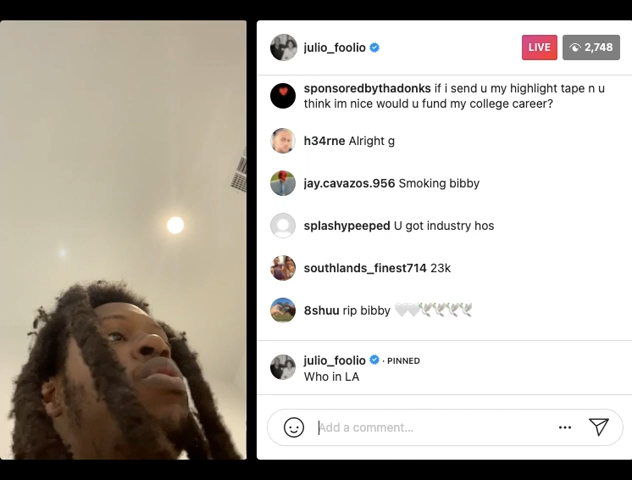 julio_foolio
LIVE
2,748
sponsoredbythadonks if i send u my highlight tape n u
think im nice would u fund my college career?
h34rne Alright g
jay.cavazos.956 Smoking bibby
splashypeeped U got industry hos
southlands_finest714 23k
8shuu rip bibby 🤍🤍🕊🕊🕊🕊
julio_foolio · PINNED
Who in LA
Add a comment...